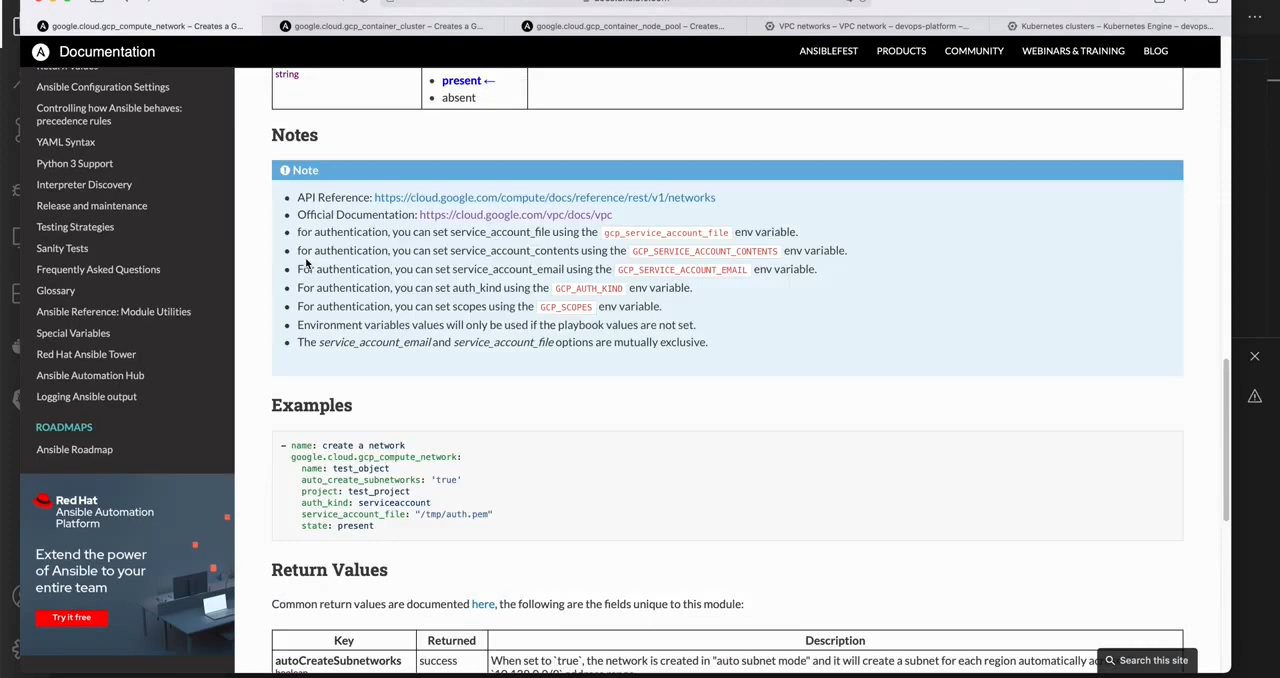 google.cloud.gcp_compute_network – Creates a G...
google.cloud.gcp_container_cluster – Creates a G...
google.cloud.gcp_container_node_pool – Creates...
VPC networks – VPC network – devops-platform –...
Kubernetes clusters – Kubernetes Engine – devops...
Documentation
ANSIBLEFEST
PRODUCTS
COMMUNITY
WEBINARS & TRAINING
BLOG
Ansible Configuration Settings
Controlling how Ansible behaves:
precedence rules
YAML Syntax
Python 3 Support
Interpreter Discovery
Release and maintenance
Testing Strategies
Sanity Tests
Frequently Asked Questions
Glossary
Ansible Reference: Module Utilities
Special Variables
Red Hat Ansible Tower
Ansible Automation Hub
Logging Ansible output
ROADMAPS
Ansible Roadmap
Red Hat
Ansible Automation
Platform
Extend the power
of Ansible to your
entire team
Try it free
string
present ←
absent
Notes
Note
API Reference: https://cloud.google.com/compute/docs/reference/rest/v1/networks
Official Documentation: https://cloud.google.com/vpc/docs/vpc
for authentication, you can set service_account_file using the gcp_service_account_file env variable.
for authentication, you can set service_account_contents using the GCP_SERVICE_ACCOUNT_CONTENTS env variable.
For authentication, you can set service_account_email using the GCP_SERVICE_ACCOUNT_EMAIL env variable.
For authentication, you can set auth_kind using the GCP_AUTH_KIND env variable.
For authentication, you can set scopes using the GCP_SCOPES env variable.
Environment variables values will only be used if the playbook values are not set.
The service_account_email and service_account_file options are mutually exclusive.
Examples
- name: create a network
google.cloud.gcp_compute_network:
name: test_object
auto_create_subnetworks: 'true'
project: test_project
auth_kind: serviceaccount
service_account_file: "/tmp/auth.pem"
state: present
Return Values
Common return values are documented here, the following are the fields unique to this module:
Key
Returned
Description
autoCreateSubnetworks
success
When set to `true`, the network is created in "auto subnet mode" and it will create a subnet for each region automatically
Search this site